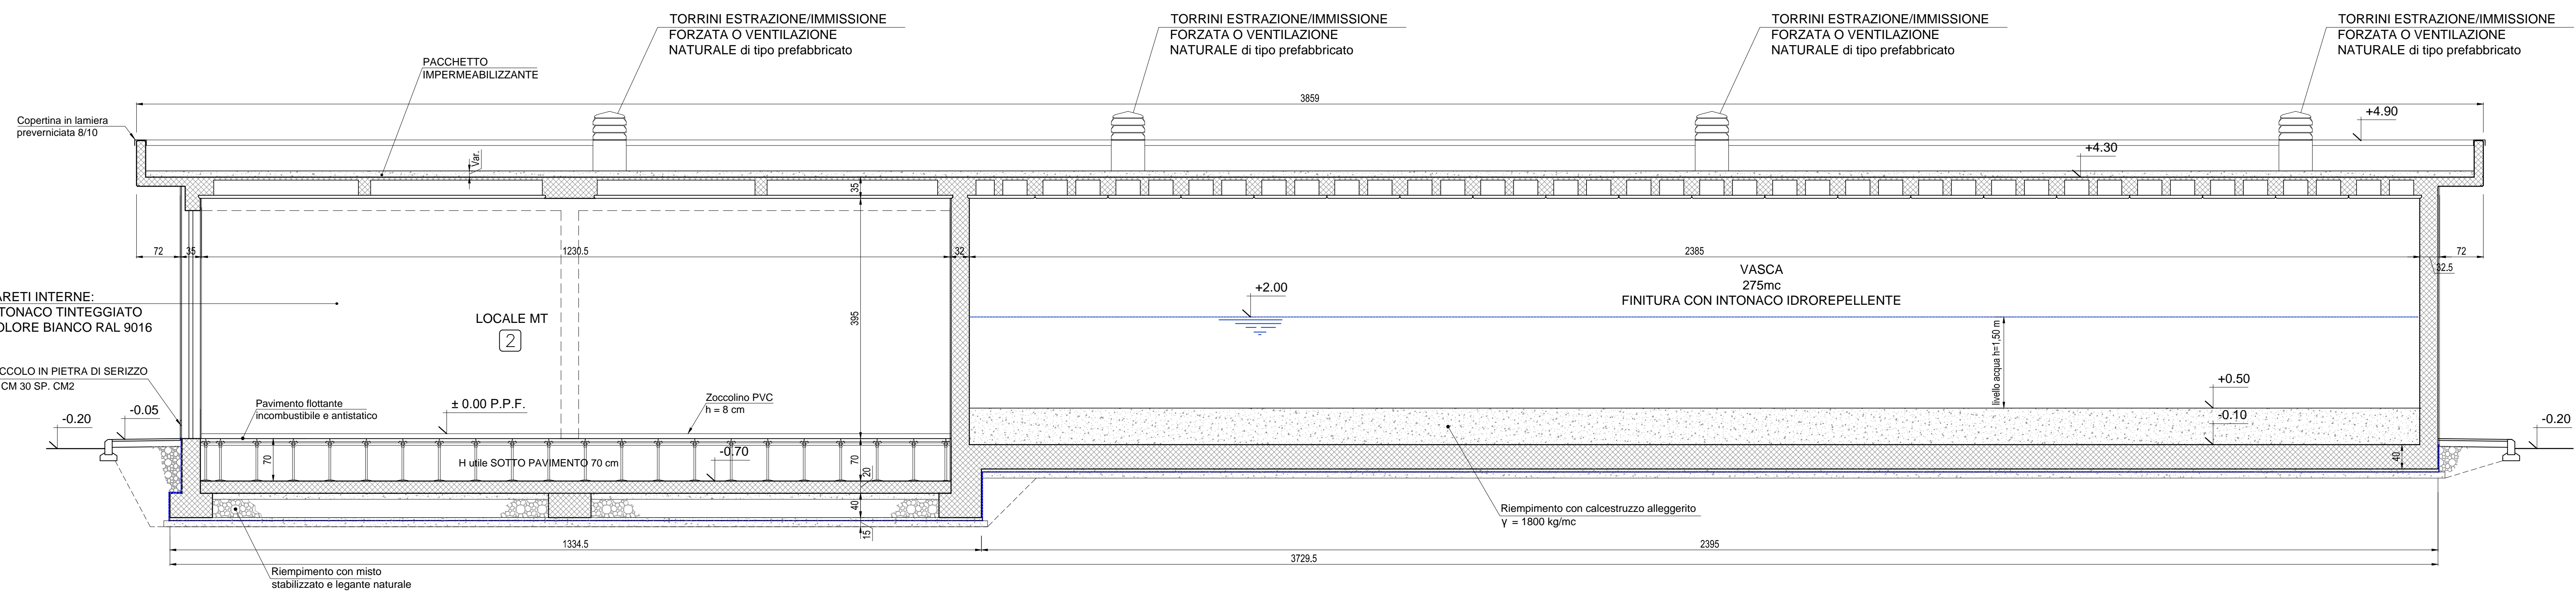 TORRINI ESTRAZIONE/IMMISSIONE
FORZATA O VENTILAZIONE
NATURALE di tipo prefabbricato
TORRINI ESTRAZIONE/IMMISSIONE
FORZATA O VENTILAZIONE
NATURALE di tipo prefabbricato
TORRINI ESTRAZIONE/IMMISSIONE
FORZATA O VENTILAZIONE
NATURALE di tipo prefabbricato
TORRINI ESTRAZIONE/IMMISSIONE
FORZATA O VENTILAZIONE
NATURALE di tipo prefabbricato
PACCHETTO
IMPERMEABILIZZANTE
3859
Copertina in lamiera
preverniciata 8/10
+4.90
+4.30
Var.
35
72
35
1230.5
32
2385
32.5
72
VASCA
275mc
FINITURA CON INTONACO IDROREPELLENTE
+2.00
ARETI INTERNE:
TONACO TINTEGGIATO
OLORE BIANCO RAL 9016
LOCALE MT
2
395
livello acqua h=1,50 m
CCOLO IN PIETRA DI SERIZZO
CM 30 SP. CM2
+0.50
-0.10
-0.20
-0.05
Pavimento flottante
incombustibile e antistatico
± 0.00 P.P.F.
Zoccolino PVC
h = 8 cm
-0.20
70
H utile SOTTO PAVIMENTO 70 cm
-0.70
70
20
40
15
40
Riempimento con calcestruzzo alleggerito
γ = 1800 kg/mc
1334.5
2395
3729.5
Riempimento con misto
stabilizzato e legante naturale